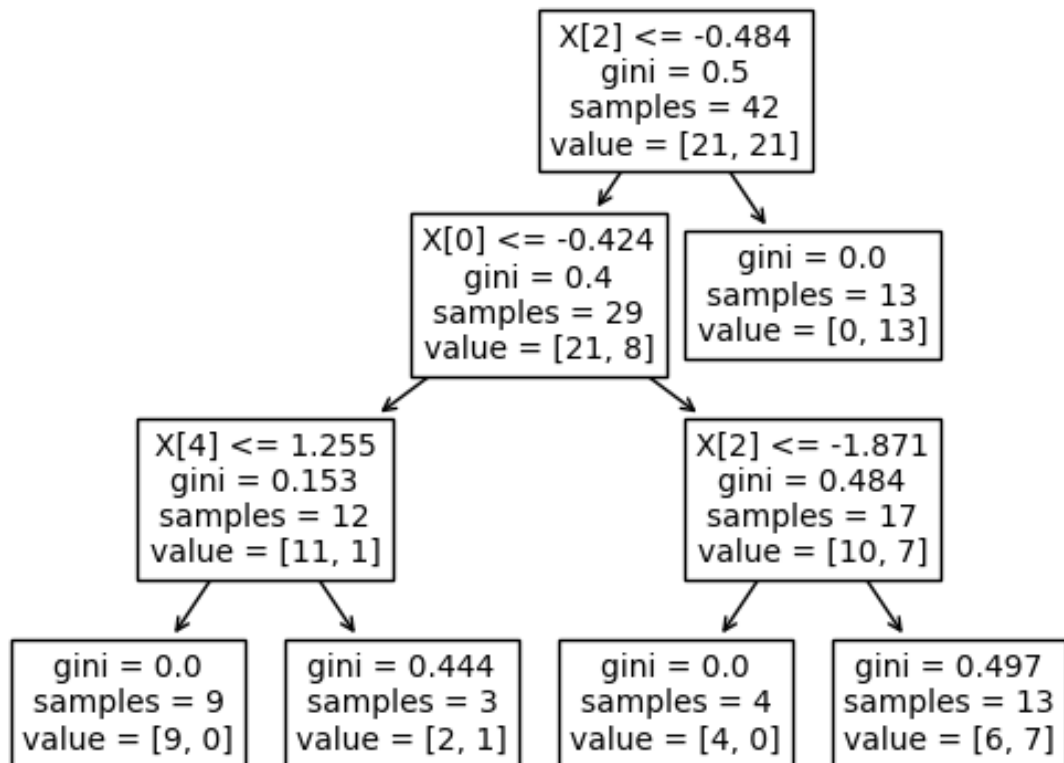 X[2] <= -0.484
gini = 0.5
samples = 42
value = [21, 21]
X[0] <= -0.424
gini = 0.4
samples = 29
value = [21, 8]
gini = 0.0
samples = 13
value = [0, 13]
X[4] <= 1.255
gini = 0.153
samples = 12
value = [11, 1]
X[2] <= -1.871
gini = 0.484
samples = 17
value = [10, 7]
gini = 0.0
samples = 9
value = [9, 0]
gini = 0.444
samples = 3
value = [2, 1]
gini = 0.0
samples = 4
value = [4, 0]
gini = 0.497
samples = 13
value = [6, 7]